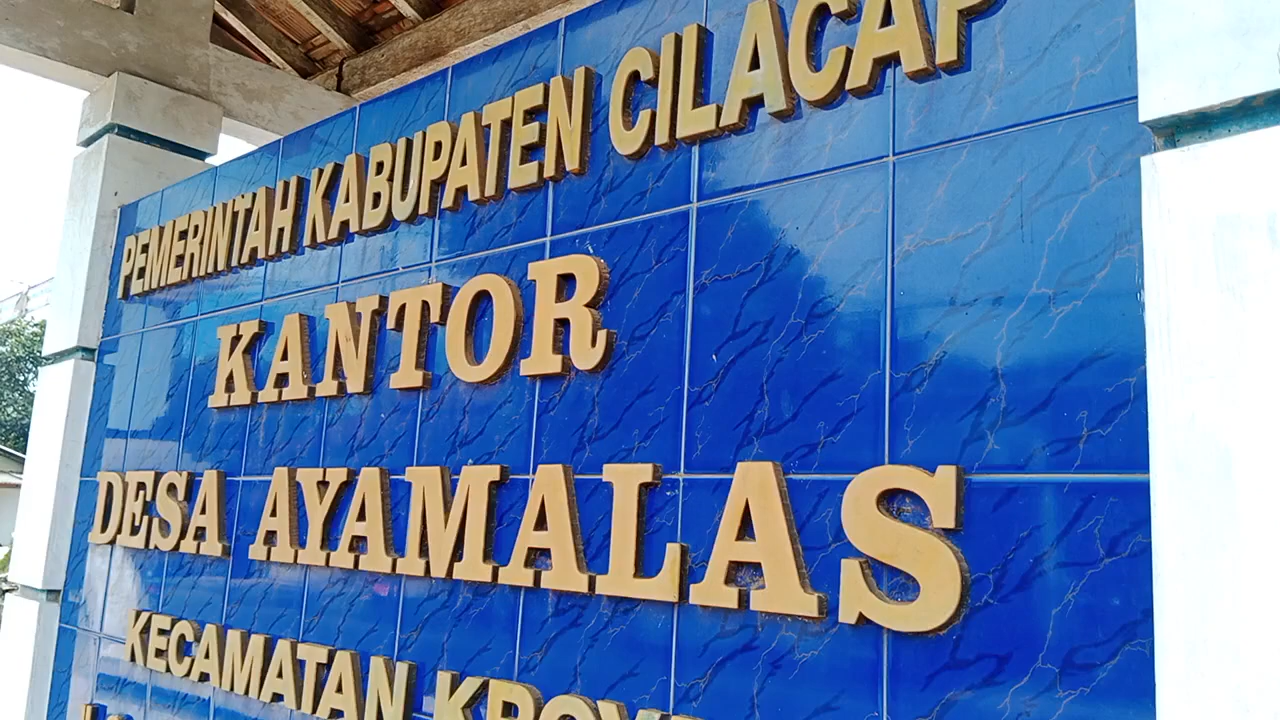 PEMERINTAH KABUPATEN CILACAP
KANTOR
DESA AYAMALAS
KECAMATAN